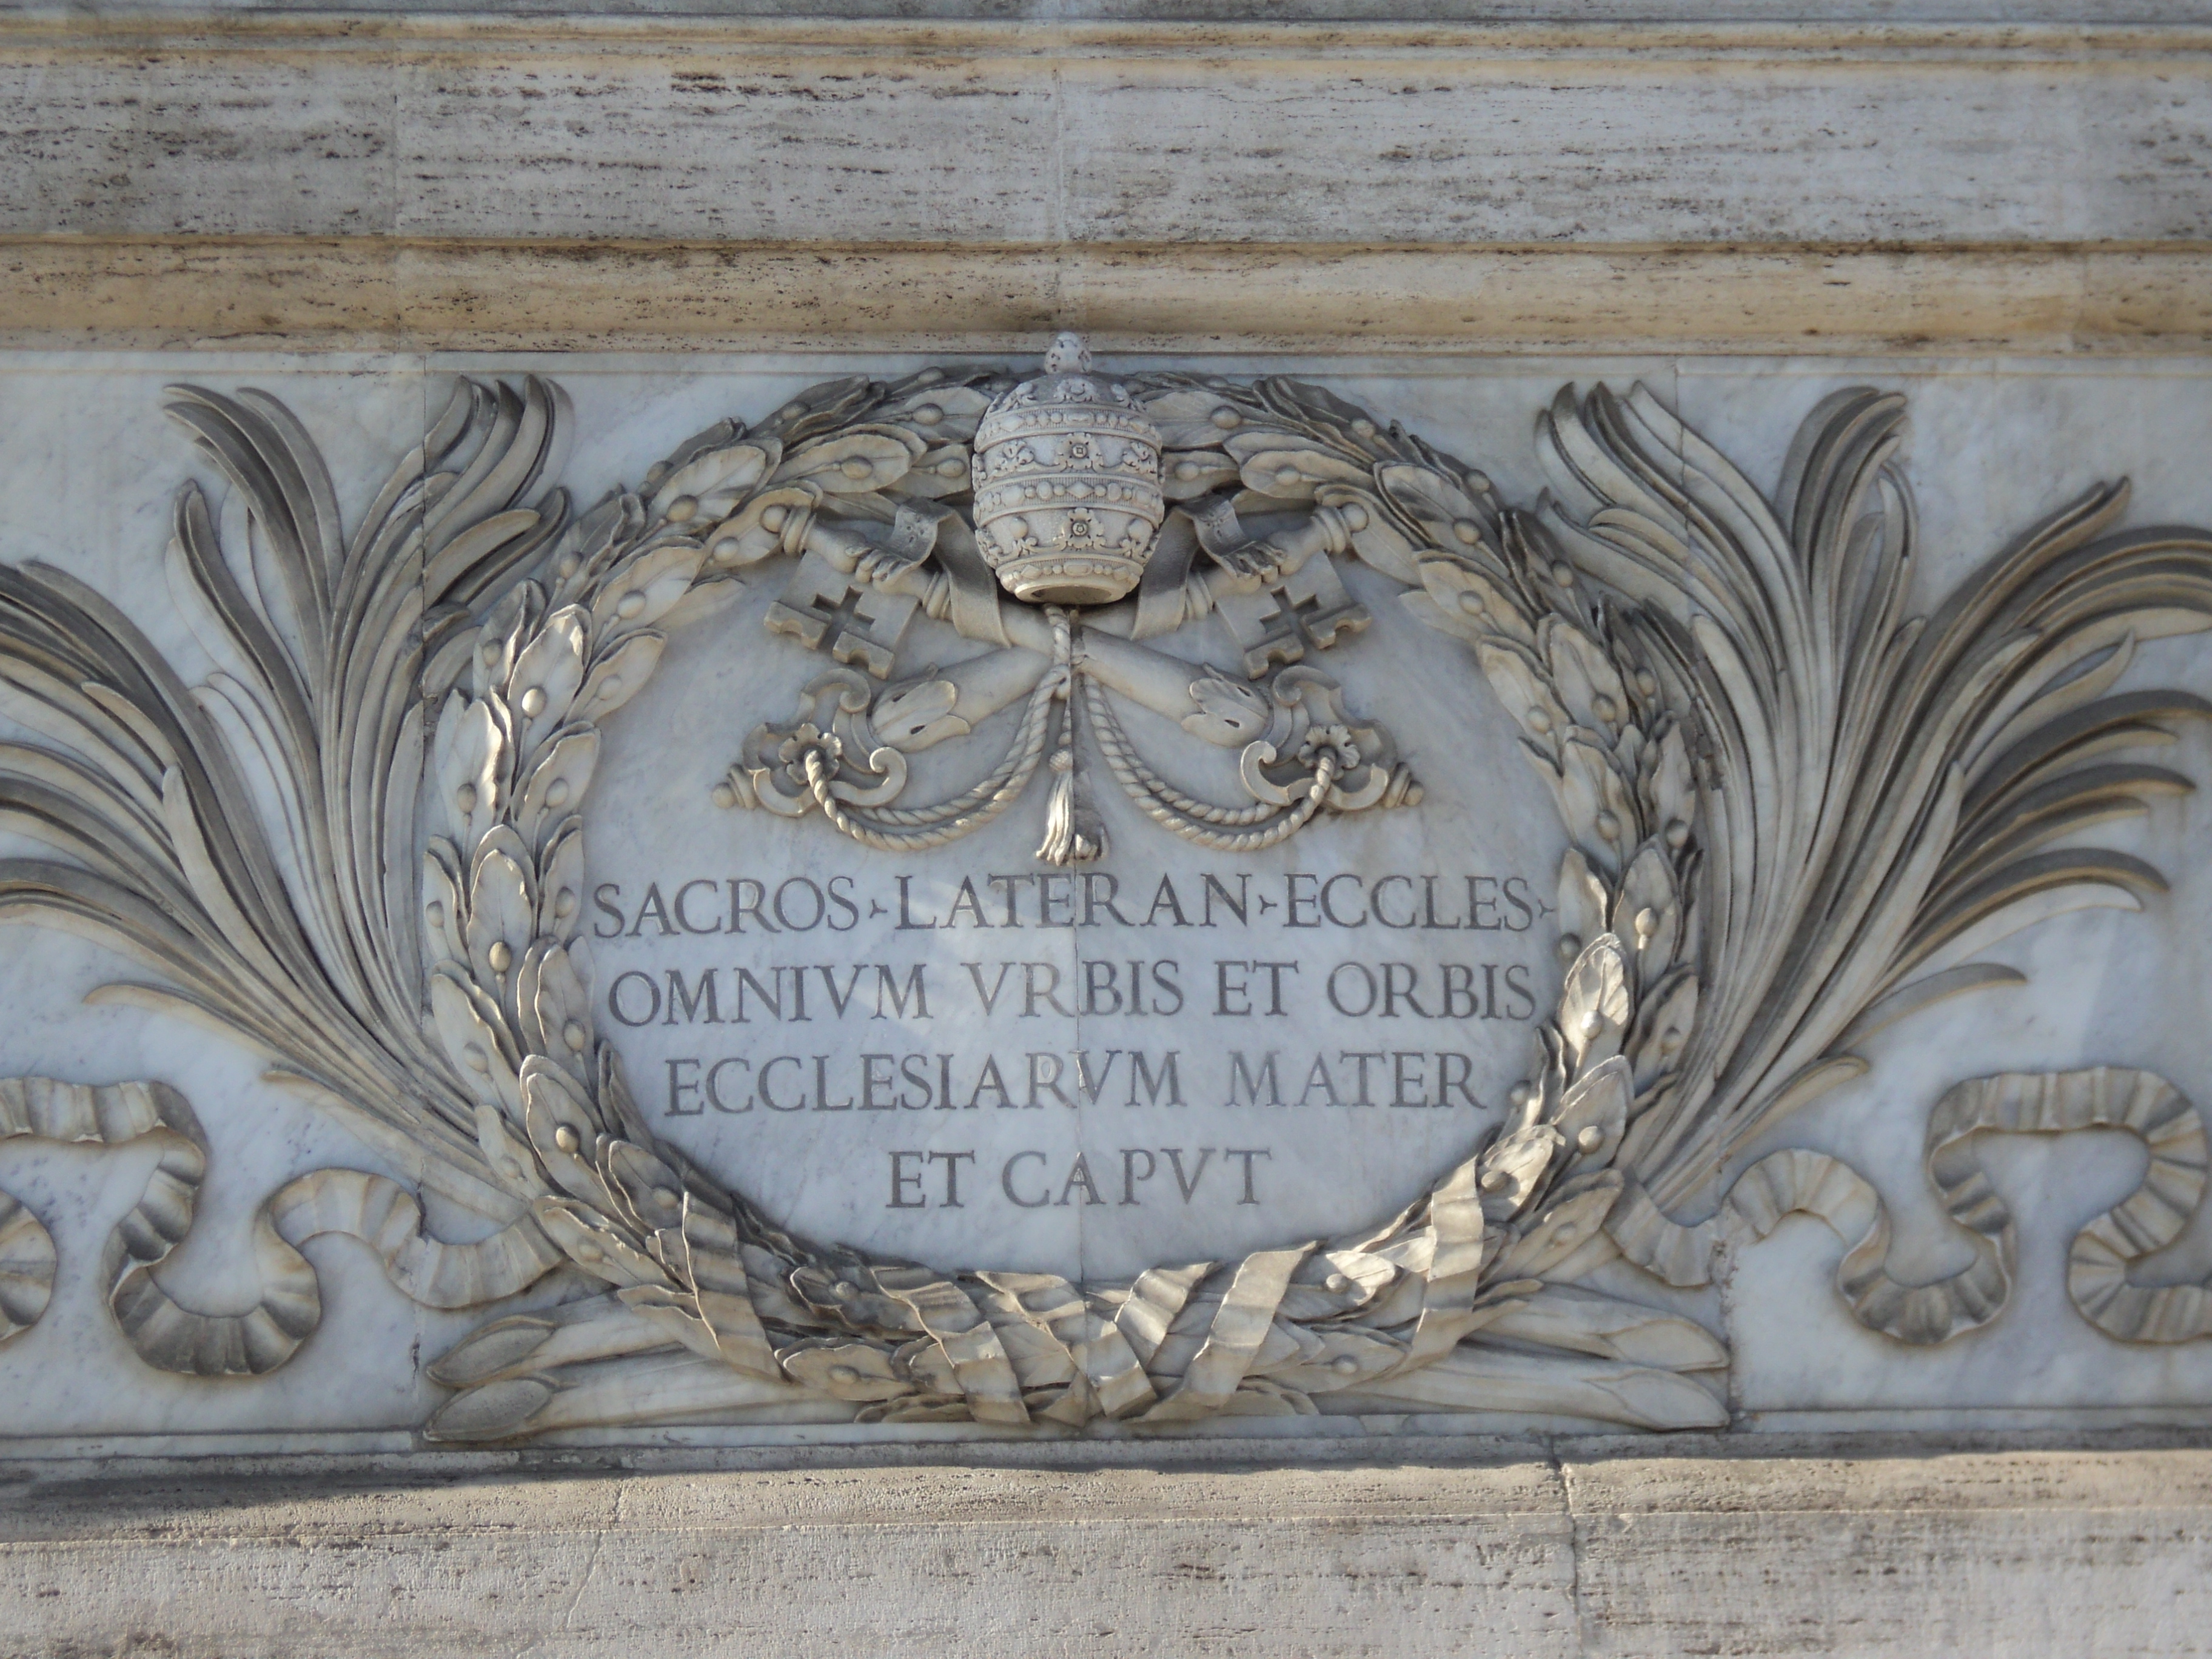 SACROS·LATERAN·ECCLES·
OMNIVM VRBIS ET ORBIS
ECCLESIARVM MATER
ET CAPVT